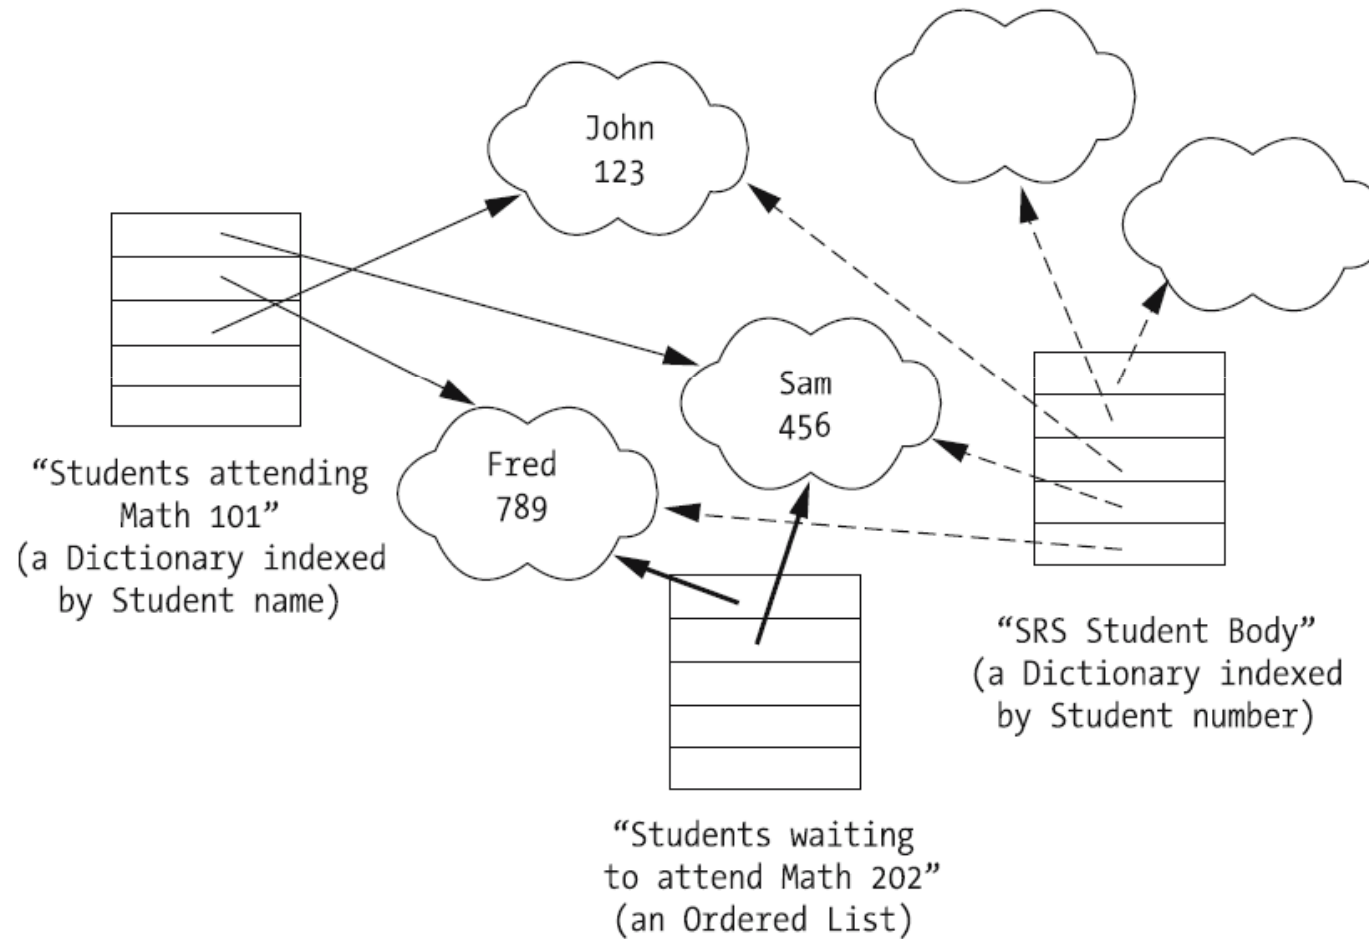 John
123
Sam
456
Fred
789
“Students attending
Math 101”
(a Dictionary indexed
by Student name)
“SRS Student Body”
(a Dictionary indexed
by Student number)
“Students waiting
to attend Math 202”
(an Ordered List)